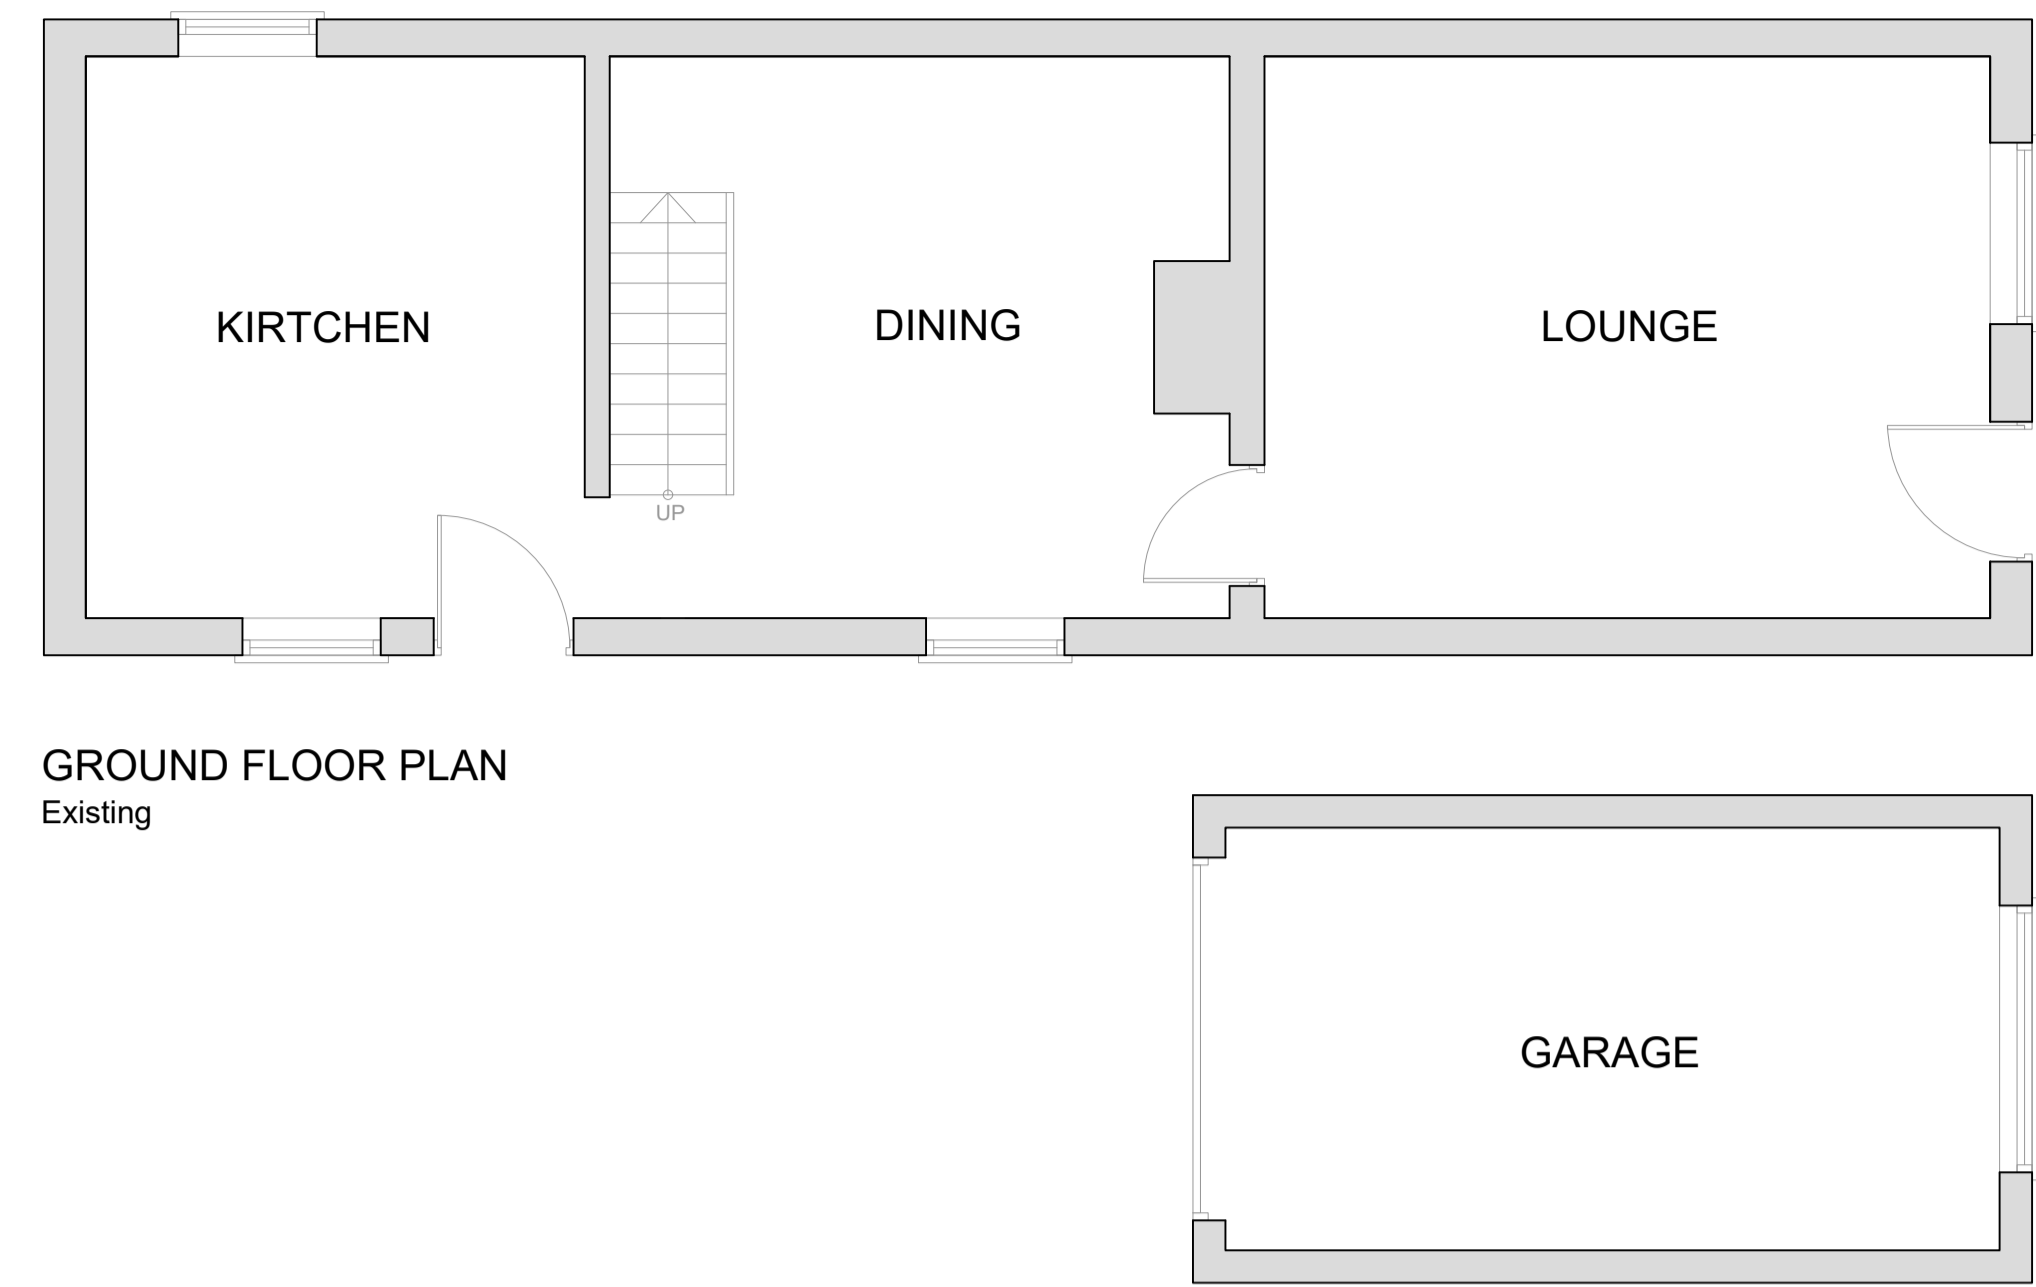 KIRTCHEN
DINING
LOUNGE
UP
GROUND FLOOR PLAN
Existing
GARAGE